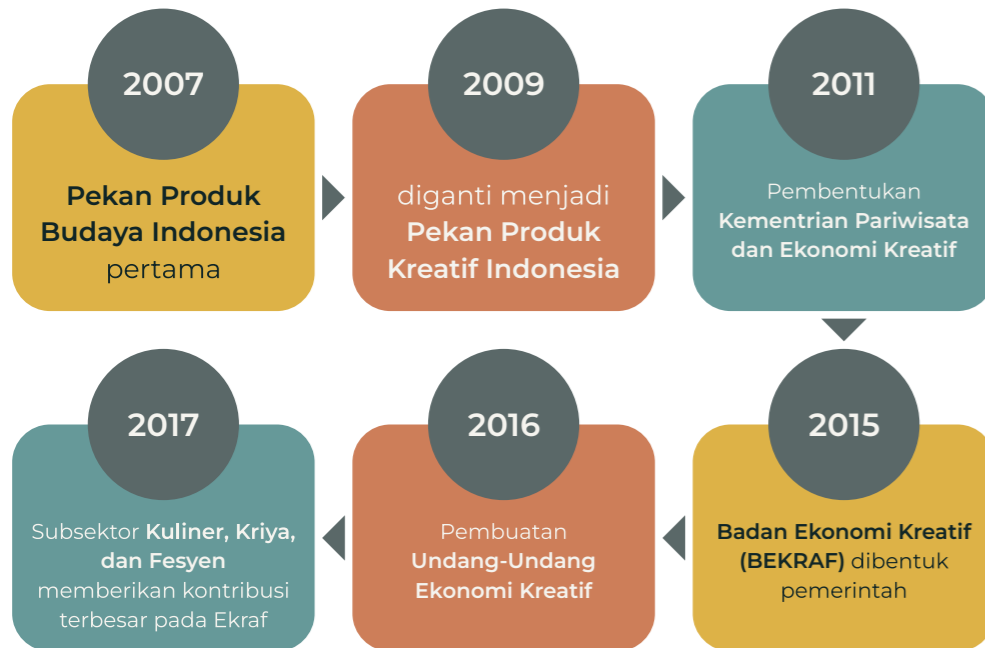 2007
Pekan Produk
Budaya Indonesia
pertama
2009
diganti menjadi
Pekan Produk
Kreatif Indonesia
2011
Pembentukan
Kementrian Pariwisata
dan Ekonomi Kreatif
2015
Badan Ekonomi Kreatif
(BEKRAF) dibentuk
pemerintah
2016
Pembuatan
Undang-Undang
Ekonomi Kreatif
2017
Subsektor Kuliner, Kriya,
dan Fesyen
memberikan kontribusi
terbesar pada Ekraf